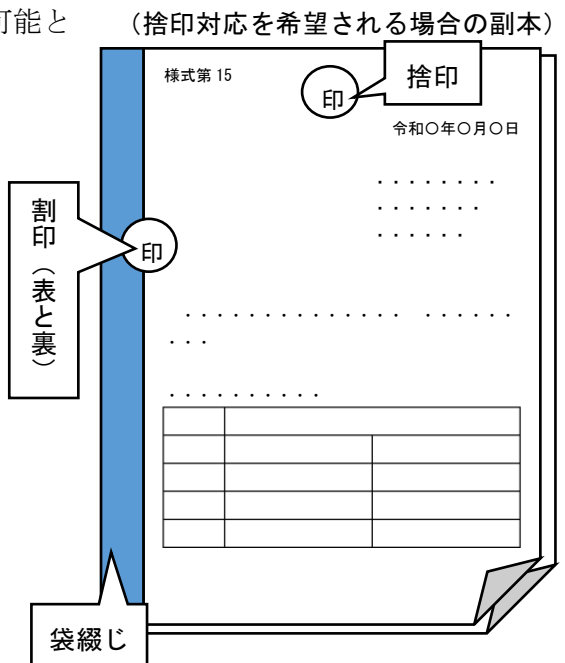 可能と
（捨印対応を希望される場合の副本）
様式第 15
印
捨印
令和〇年〇月〇日
・・・・・・・・
・・・・・・・
・・・・・・
割印（表と裏）
印
・・・・・・・・・・・・・・ ・・・・・・
・・・
・・・・・・・・・・
袋綴じ